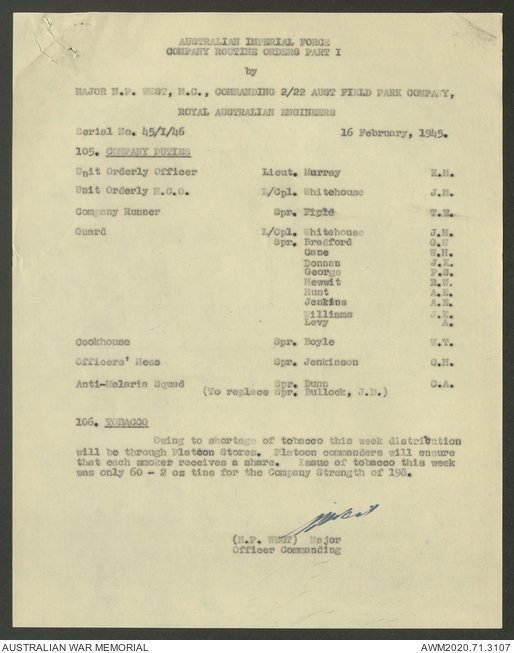 AUSTRALIAN IMPERIAL FORCE
COMPANY ROUTINE ORDERS PART I
by
MAJOR N.P. WEST, M.C., COMMANDING 2/22 AUST FIELD PARK COMPANY,
ROYAL AUSTRALIAN ENGINEERS
Serial No. 45/I/46 16 February, 1945.
105. COMPANY DUTIES
Unit Orderly Officer Lieut. Murray K.M.
Unit Orderly N.C.O. L/Cpl. Whitehouse J.M.
Company Runner Spr. Field T.E.
Guard L/Cpl. Whitehouse J.M.
Spr. Bradford G.W
Cane W.H.
Donnan J.K.
George P.S.
Hewwit R.W.
Hunt A.E.
Jenkins A.E.
Williams J.K.
Levy A.
Cookhouse Spr. Boyle W.T.
Officers' Mess Spr. Jenkinson G.H.
Anti-Malaria Squad Spr. Dunn C.A.
(To replace Spr. Bullock, J.D.)
106. TOBACCO
Owing to shortage of tobacco this week distribution
will be through Platoon Stores. Platoon commanders will ensure
that each smoker receives a share. Issue of tobacco this week
was only 60 - 2 oz tins for the Company Strength of 198.
(N.P. WEST) Major
Officer Commanding
AUSTRALIAN WAR MEMORIAL AWM2020.71.3107